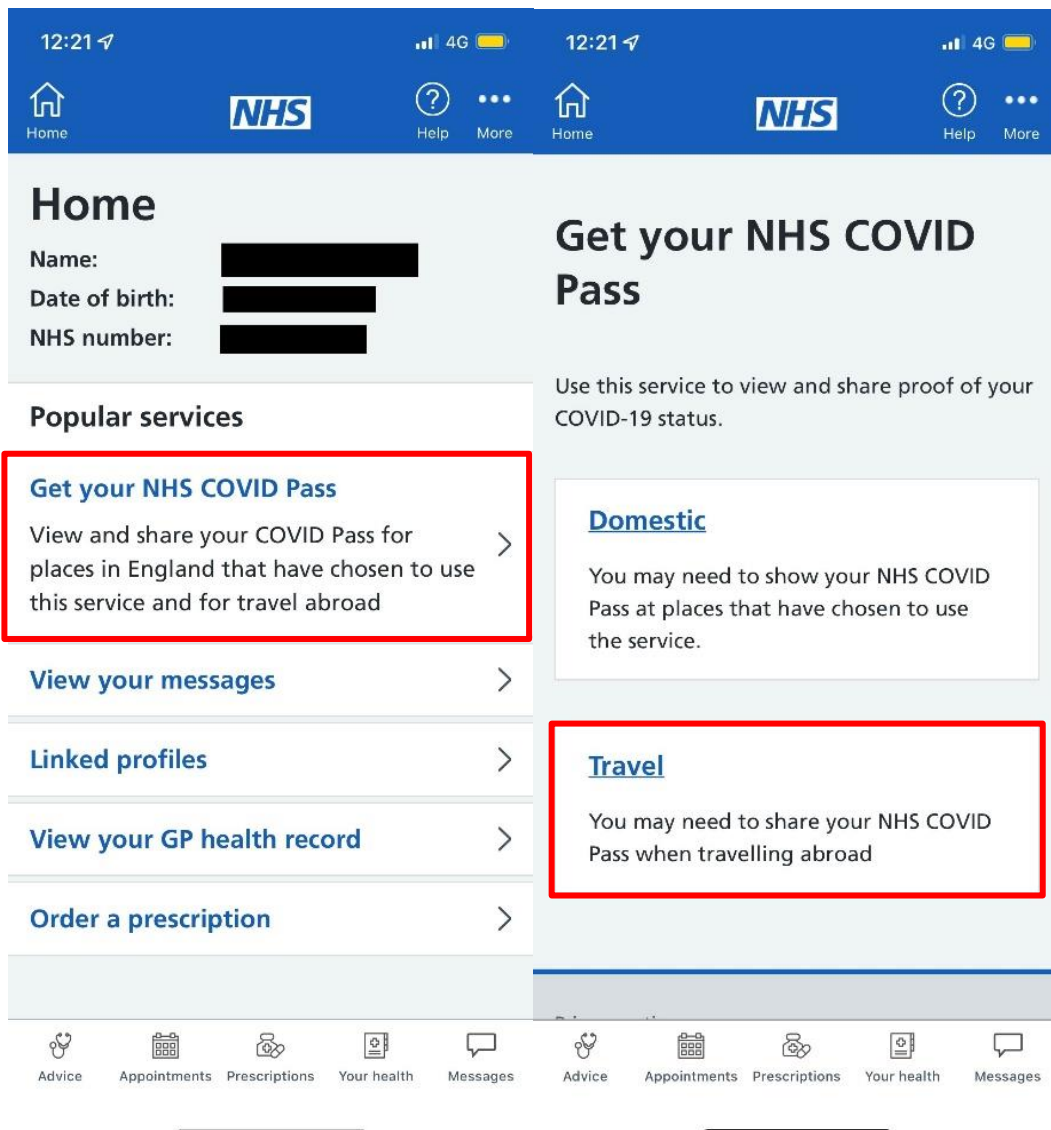 12:21
4G
Home
NHS
Help
More
Home
Name:
Date of birth:
NHS number:
Popular services
Get your NHS COVID Pass
View and share your COVID Pass for
places in England that have chosen to use
this service and for travel abroad
View your messages
Linked profiles
View your GP health record
Order a prescription
Advice
Appointments
Prescriptions
Your health
Messages
12:21
4G
Home
NHS
Help
More
Get your NHS COVID
Pass
Use this service to view and share proof of your
COVID-19 status.
Domestic
You may need to show your NHS COVID
Pass at places that have chosen to use
the service.
Travel
You may need to share your NHS COVID
Pass when travelling abroad
Advice
Appointments
Prescriptions
Your health
Messages